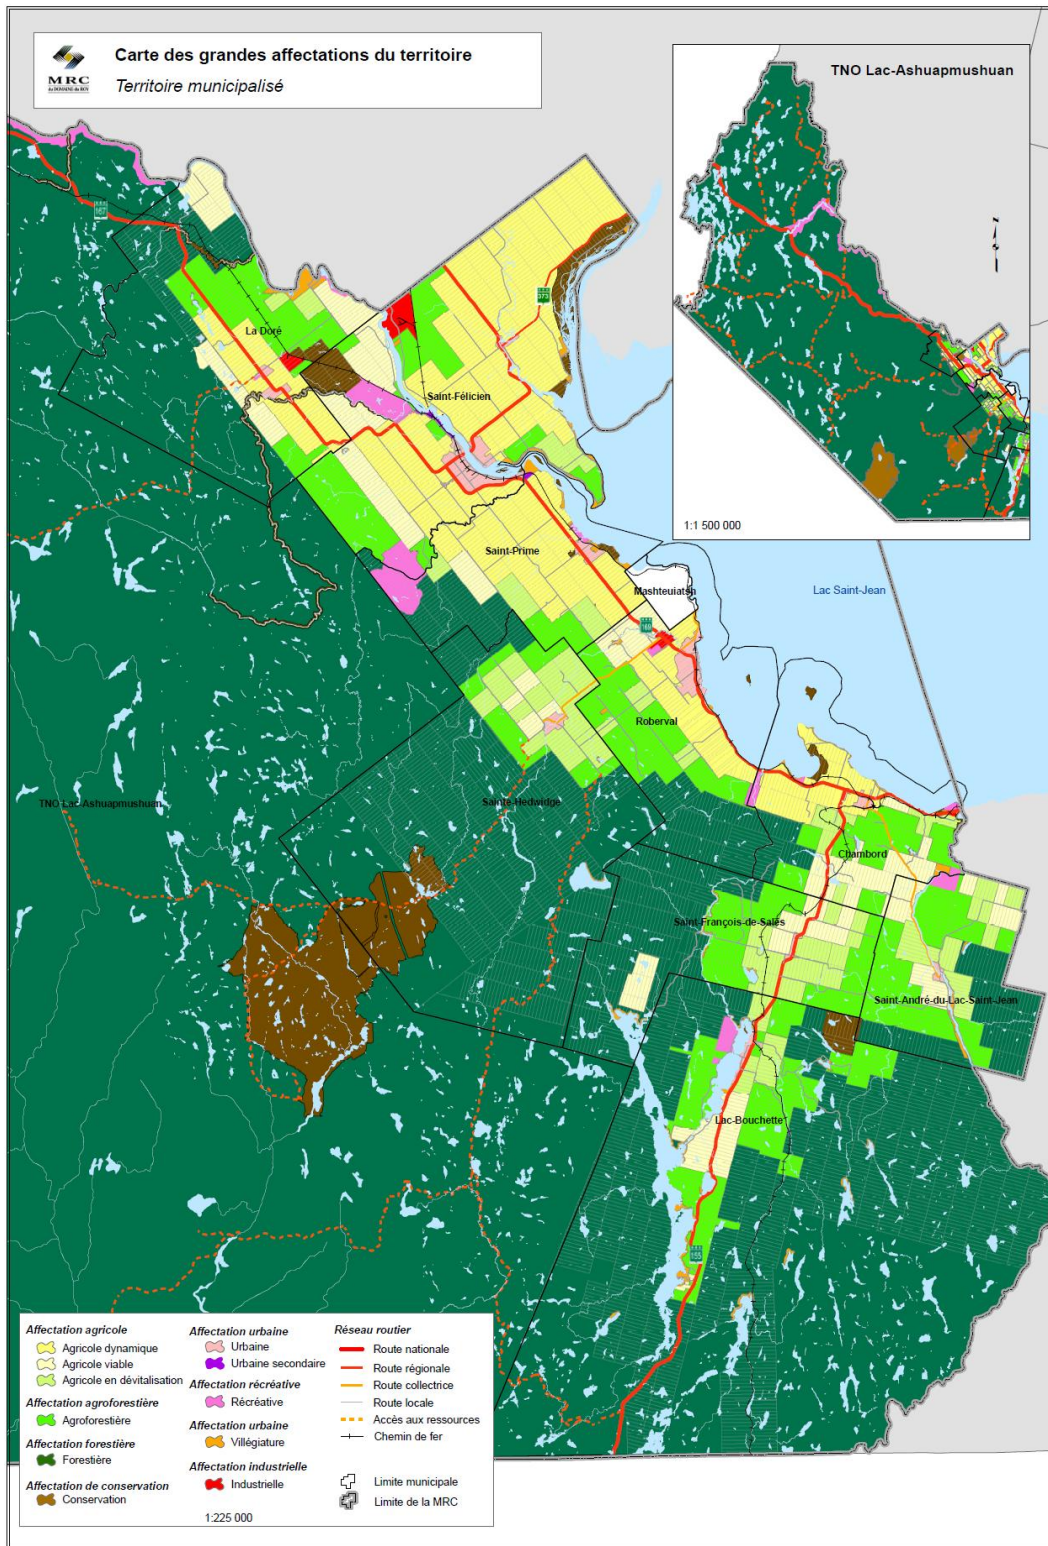 Carte des grandes affectations du territoire
Territoire municipalisé
MRC
du DOMAINE du ROY
TNO Lac-Ashuapmushuan
N
1:1 500 000
167
373
La Doré
Saint-Félicien
Saint-Prime
Mashteuiatsh
Lac Saint-Jean
169
Roberval
TNO Lac-Ashuapmushuan
Sainte-Hedwidge
Chambord
Saint-François-de-Sales
Saint-André-du-Lac-Saint-Jean
Lac-Bouchette
155
Affectation agricole
Agricole dynamique
Agricole viable
Agricole en dévitalisation
Affectation agroforestière
Agroforestière
Affectation forestière
Forestière
Affectation de conservation
Conservation
Affectation urbaine
Urbaine
Urbaine secondaire
Affectation récréative
Récréative
Affectation urbaine
Villégiature
Affectation industrielle
Industrielle
Réseau routier
Route nationale
Route régionale
Route collectrice
Route locale
Accès aux ressources
Chemin de fer
Limite municipale
Limite de la MRC
1:225 000